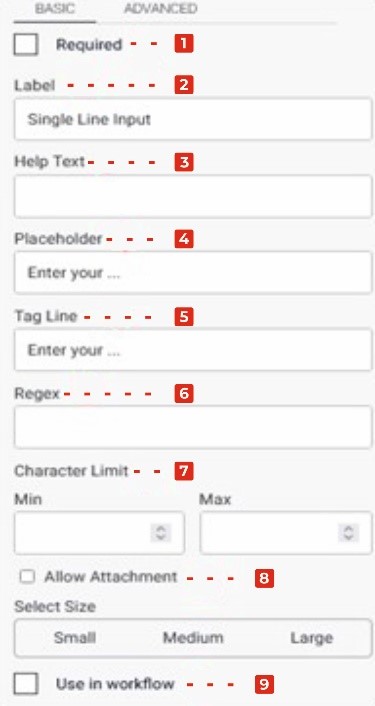 BASIC ADVANCED
Required 1
Label 2
Single Line Input
Help Text 3
Placeholder 4
Enter your ...
Tag Line 5
Enter your ...
Regex 6
Character Limit 7
Min Max
Allow Attachment 8
Select Size
Small Medium Large
Use in workflow 9